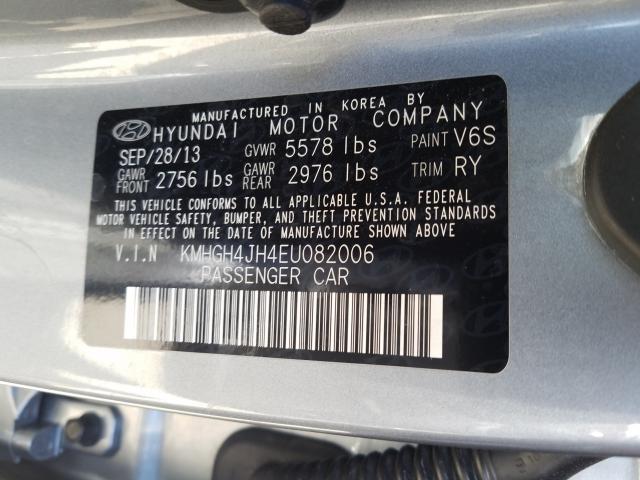 MANUFACTURED IN KOREA BY
HYUNDAI MOTOR COMPANY
SEP/28/13 GVWR 5578 lbs PAINT V6S
GAWR FRONT 2756 lbs GAWR REAR 2976 lbs TRIM RY
THIS VEHICLE CONFORMS TO ALL APPLICABLE U.S.A. FEDERAL
MOTOR VEHICLE SAFETY, BUMPER, AND THEFT PREVENTION STANDARDS
IN EFFECT ON THE DATE OF MANUFACTURE SHOWN ABOVE.
V.I.N KMHGH4JH4EU082006
PASSENGER CAR